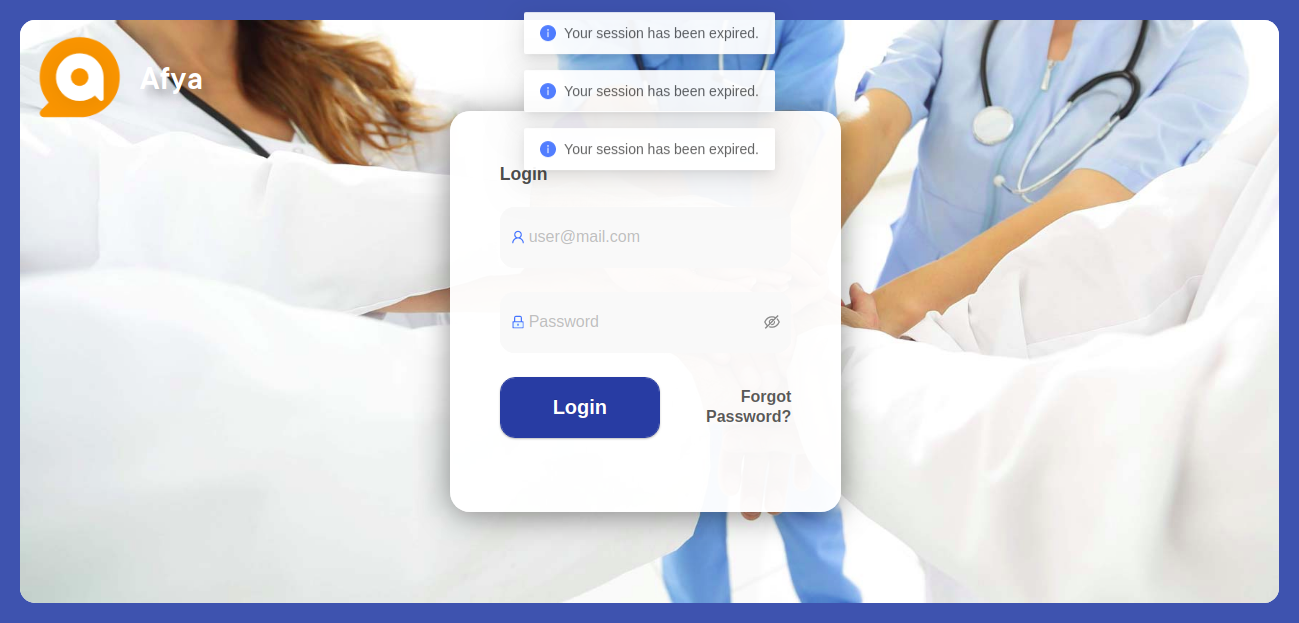 Your session has been expired.
Afya
Your session has been expired.
Your session has been expired.
Login
user@mail.com
Password
Login
Forgot
Password?